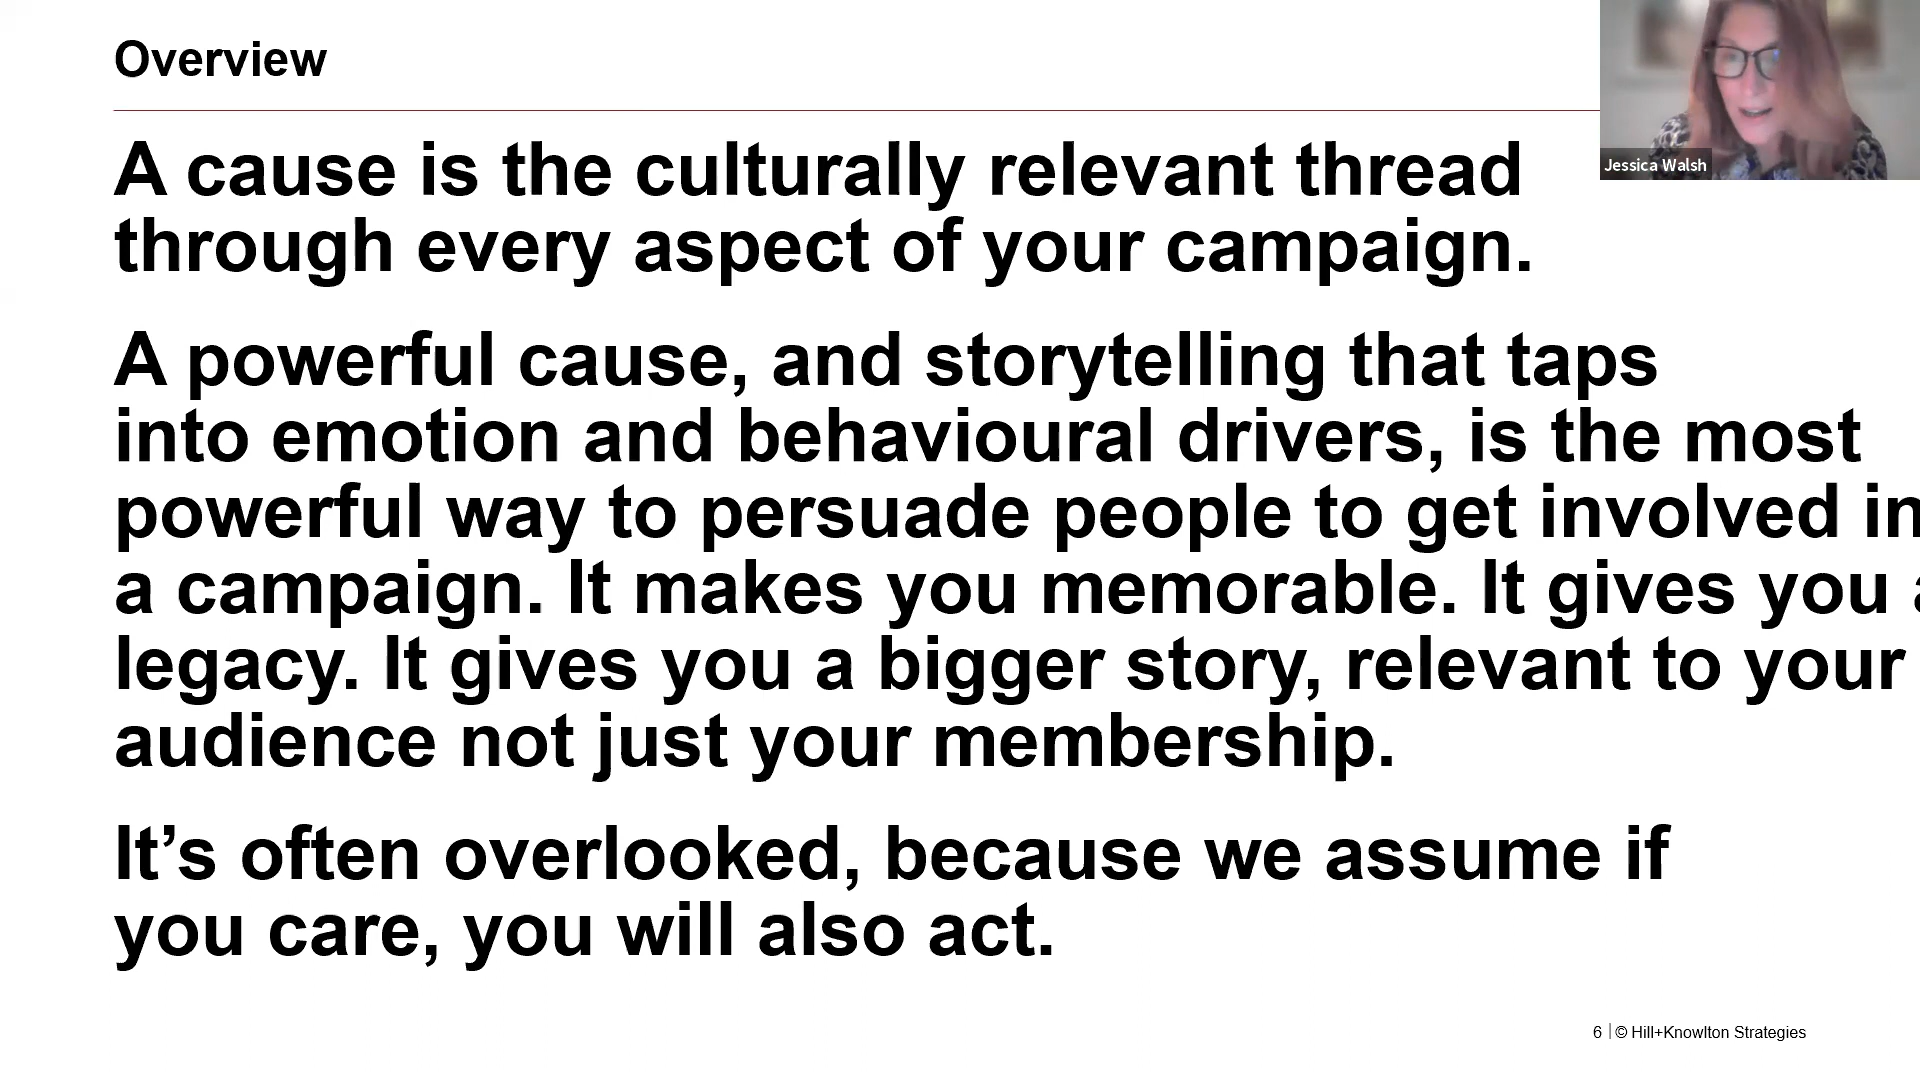 Overview
Jessica Walsh
A cause is the culturally relevant thread
through every aspect of your campaign.
A powerful cause, and storytelling that taps
into emotion and behavioural drivers, is the most
powerful way to persuade people to get involved in
a campaign. It makes you memorable. It gives you a
legacy. It gives you a bigger story, relevant to your
audience not just your membership.
It’s often overlooked, because we assume if
you care, you will also act.
6 | © Hill+Knowlton Strategies